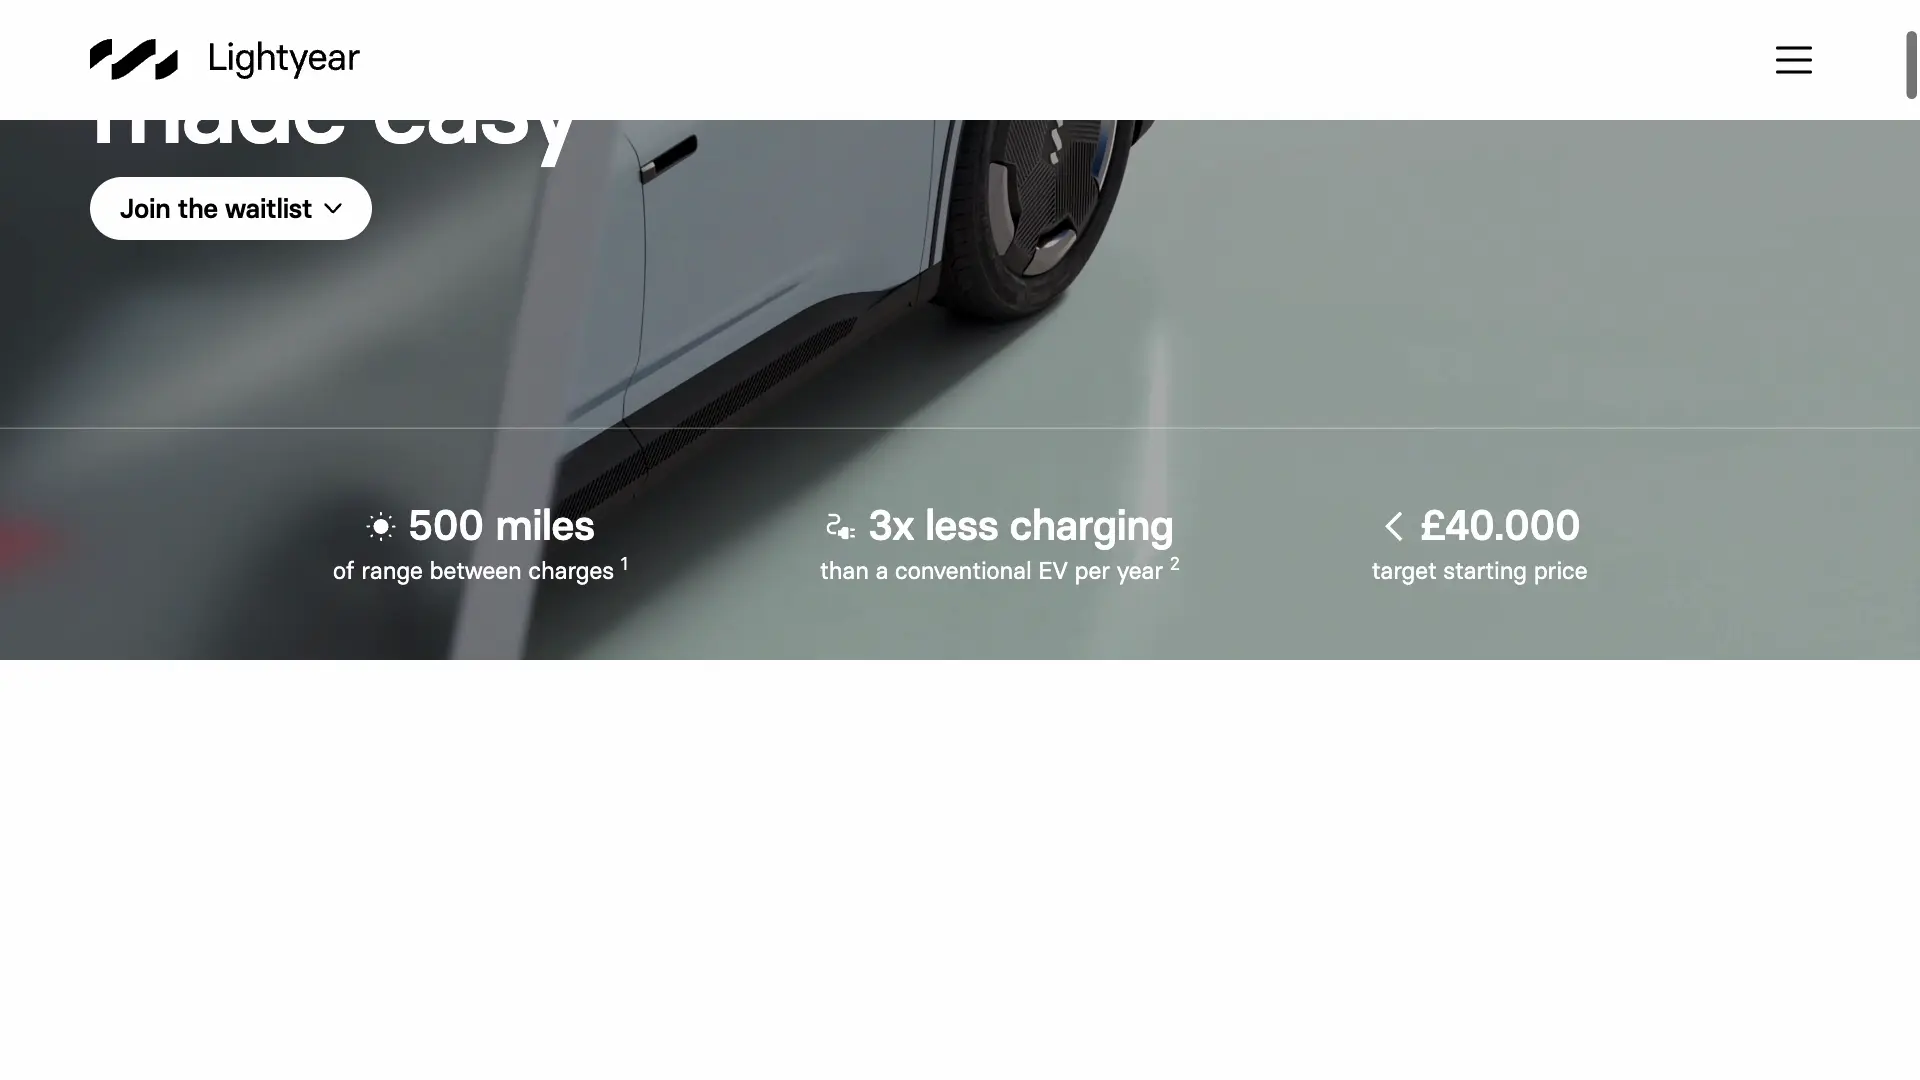 Lightyear
made easy
Join the waitlist
500 miles
of range between charges 1
3x less charging
than a conventional EV per year 2
< £40.000
target starting price